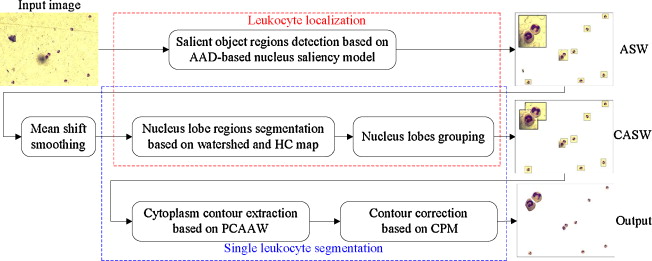 Input image
Leukocyte localization
Salient object regions detection based on
AAD-based nucleus saliency model
ASW
Mean shift
smoothing
Nucleus lobe regions segmentation
based on watershed and HC map
Nucleus lobes grouping
CASW
Cytoplasm contour extraction
based on PCAAW
Contour correction
based on CPM
Output
Single leukocyte segmentation